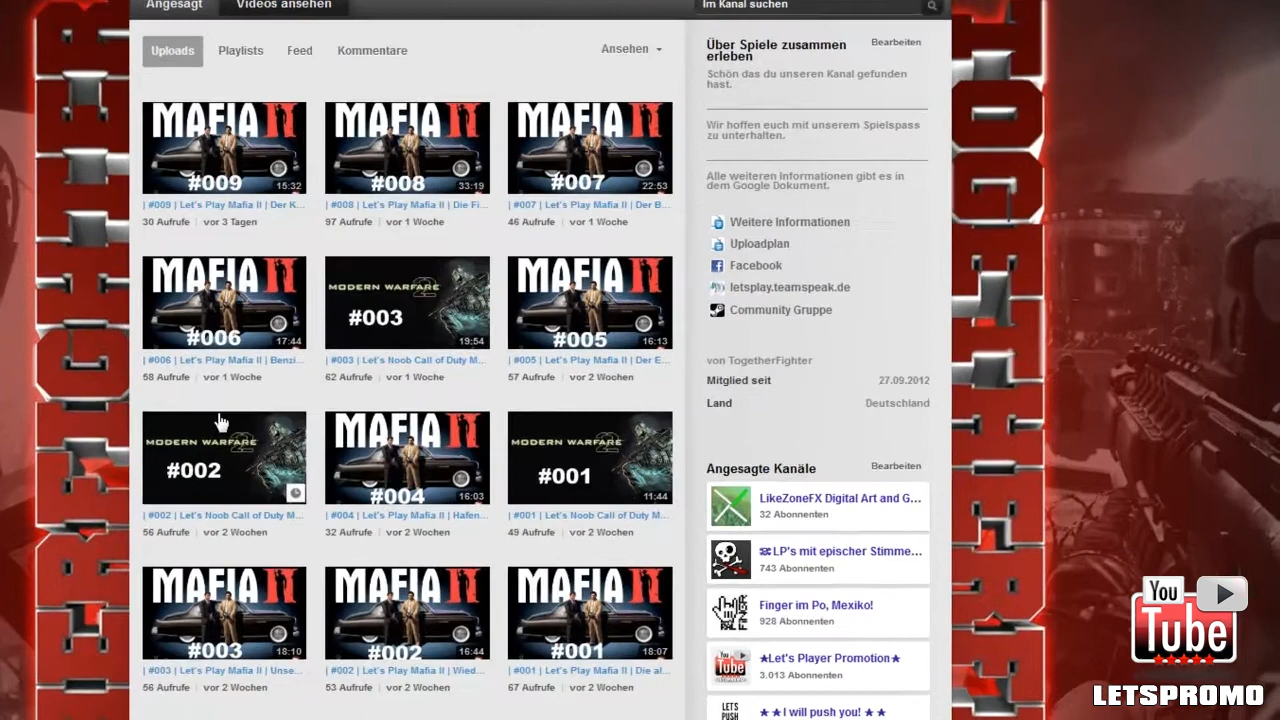 Angesagt Videos ansehen Im Kanal suchen
Uploads Playlists Feed Kommentare Ansehen
MAFIA II #009 15:32
MAFIA II #008 33:19
MAFIA II #007 22:53
| #009 | Let's Play Mafia II | Der K...
| #008 | Let's Play Mafia II | Die Fi...
| #007 | Let's Play Mafia II | Der B...
30 Aufrufe | vor 3 Tagen
97 Aufrufe | vor 1 Woche
46 Aufrufe | vor 1 Woche
MAFIA II #006 17:44
MODERN WARFARE 2 #003 19:54
MAFIA II #005 16:13
| #006 | Let's Play Mafia II | Benzi...
| #003 | Let's Noob Call of Duty M...
| #005 | Let's Play Mafia II | Der E...
58 Aufrufe | vor 1 Woche
62 Aufrufe | vor 1 Woche
57 Aufrufe | vor 2 Wochen
MODERN WARFARE 2 #002
MAFIA II #004 16:03
MODERN WARFARE 2 #001 11:44
| #002 | Let's Noob Call of Duty M...
| #004 | Let's Play Mafia II | Hafen...
| #001 | Let's Noob Call of Duty M...
56 Aufrufe | vor 2 Wochen
32 Aufrufe | vor 2 Wochen
49 Aufrufe | vor 2 Wochen
MAFIA II #003 18:10
MAFIA II #002 16:44
MAFIA II #001 18:07
| #003 | Let's Play Mafia II | Unse...
| #002 | Let's Play Mafia II | Wied...
| #001 | Let's Play Mafia II | Die al...
56 Aufrufe | vor 2 Wochen
53 Aufrufe | vor 2 Wochen
67 Aufrufe | vor 2 Wochen
Über Spiele zusammen Bearbeiten
erleben
Schön das du unseren Kanal gefunden
hast.
Wir hoffen euch mit unserem Spielspass
zu unterhalten.
Alle weiteren Informationen gibt es in
dem Google Dokument.
Weitere Informationen
Uploadplan
Facebook
letsplay.teamspeak.de
Community Gruppe
von TogetherFighter
Mitglied seit 27.09.2012
Land Deutschland
Angesagte Kanäle Bearbeiten
LikeZoneFX Digital Art and G...
32 Abonnenten
LP's mit epischer Stimme...
743 Abonnenten
Finger im Po, Mexiko!
928 Abonnenten
★Let's Player Promotion★
3.013 Abonnenten
LETS
PUSH
★ ★ I will push you! ★ ★
You
Tube
LETSPROMO